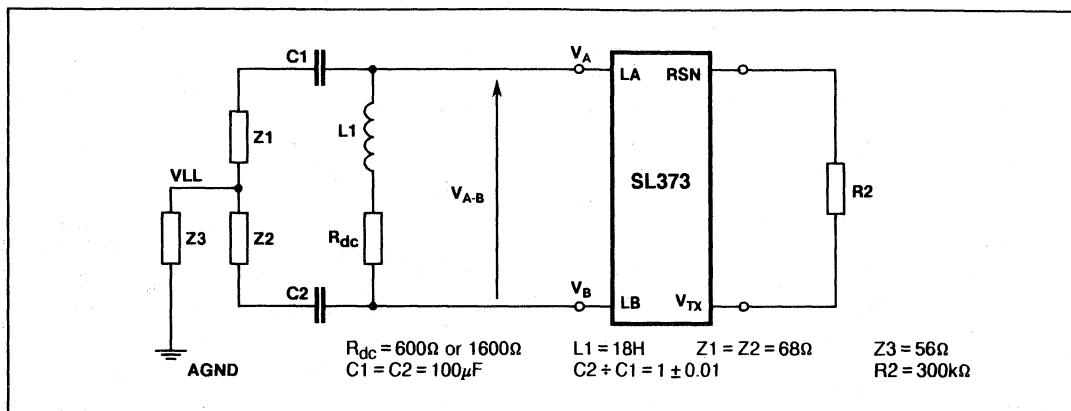 C1
VA
LA
RSN
Z1
L1
VLL
SL373
VA-B
R2
Z3
Z2
Rdc
C2
VB
LB
VTX
AGND
Rdc = 600Ω or 1600Ω
L1 = 18H
Z1 = Z2 = 68Ω
Z3 = 56Ω
C1 = C2 = 100µF
C2 ÷ C1 = 1 ± 0.01
R2 = 300kΩ